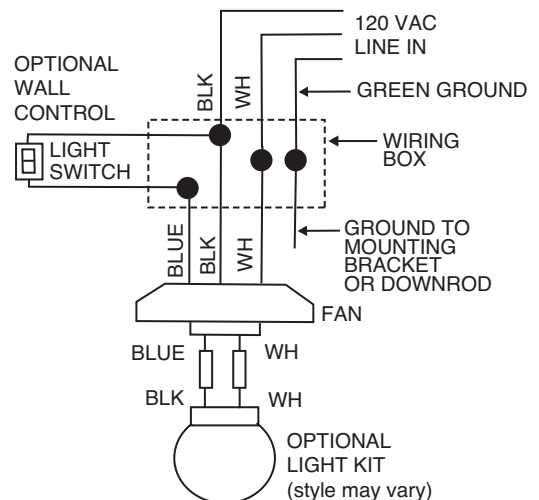 120 VAC
LINE IN
OPTIONAL
WALL
CONTROL
BLK
WH
GREEN GROUND
LIGHT
SWITCH
WIRING
BOX
BLUE
BLK
WH
GROUND TO
MOUNTING
BRACKET
OR DOWNROD
FAN
BLUE
WH
BLK
WH
OPTIONAL
LIGHT KIT
(style may vary)